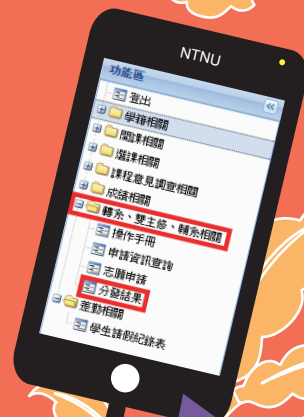 NTNU
功能區
登出
學籍相關
開課相關
選課相關
課程意見調查相關
成績相關
轉系、雙主修、輔系相關
操作手冊
申請資訊查詢
志願申請
分發結果
差勤相關
學生請假紀錄表